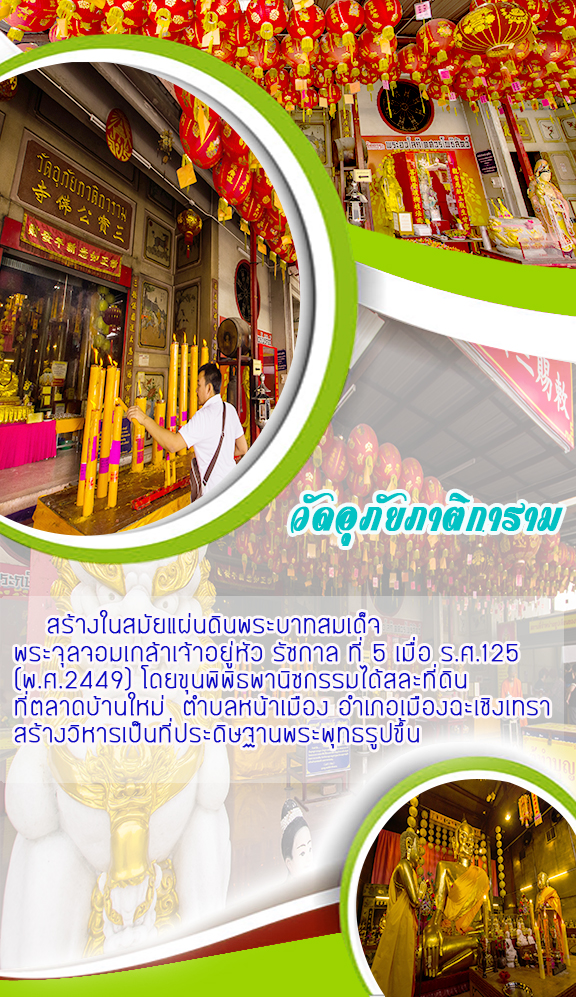 วัดอุภัยภาติการาม
三寶公佛寺
วัดอุภัยภาติการาม
สร้างในสมัยแผ่นดินพระบาทสมเด็จ
พระจุลจอมเกล้าเจ้าอยู่หัว รัชกาล ที่ 5 เมื่อ ร.ศ.125
(พ.ศ.2449) โดยขุนพิพิธพานิชกรรมได้สละที่ดิน
ที่ตลาดบ้านใหม่ ตำบลหน้าเมือง อำเภอเมืองฉะเชิงเทรา
สร้างวิหารเป็นที่ประดิษฐานพระพุทธรูปขึ้น